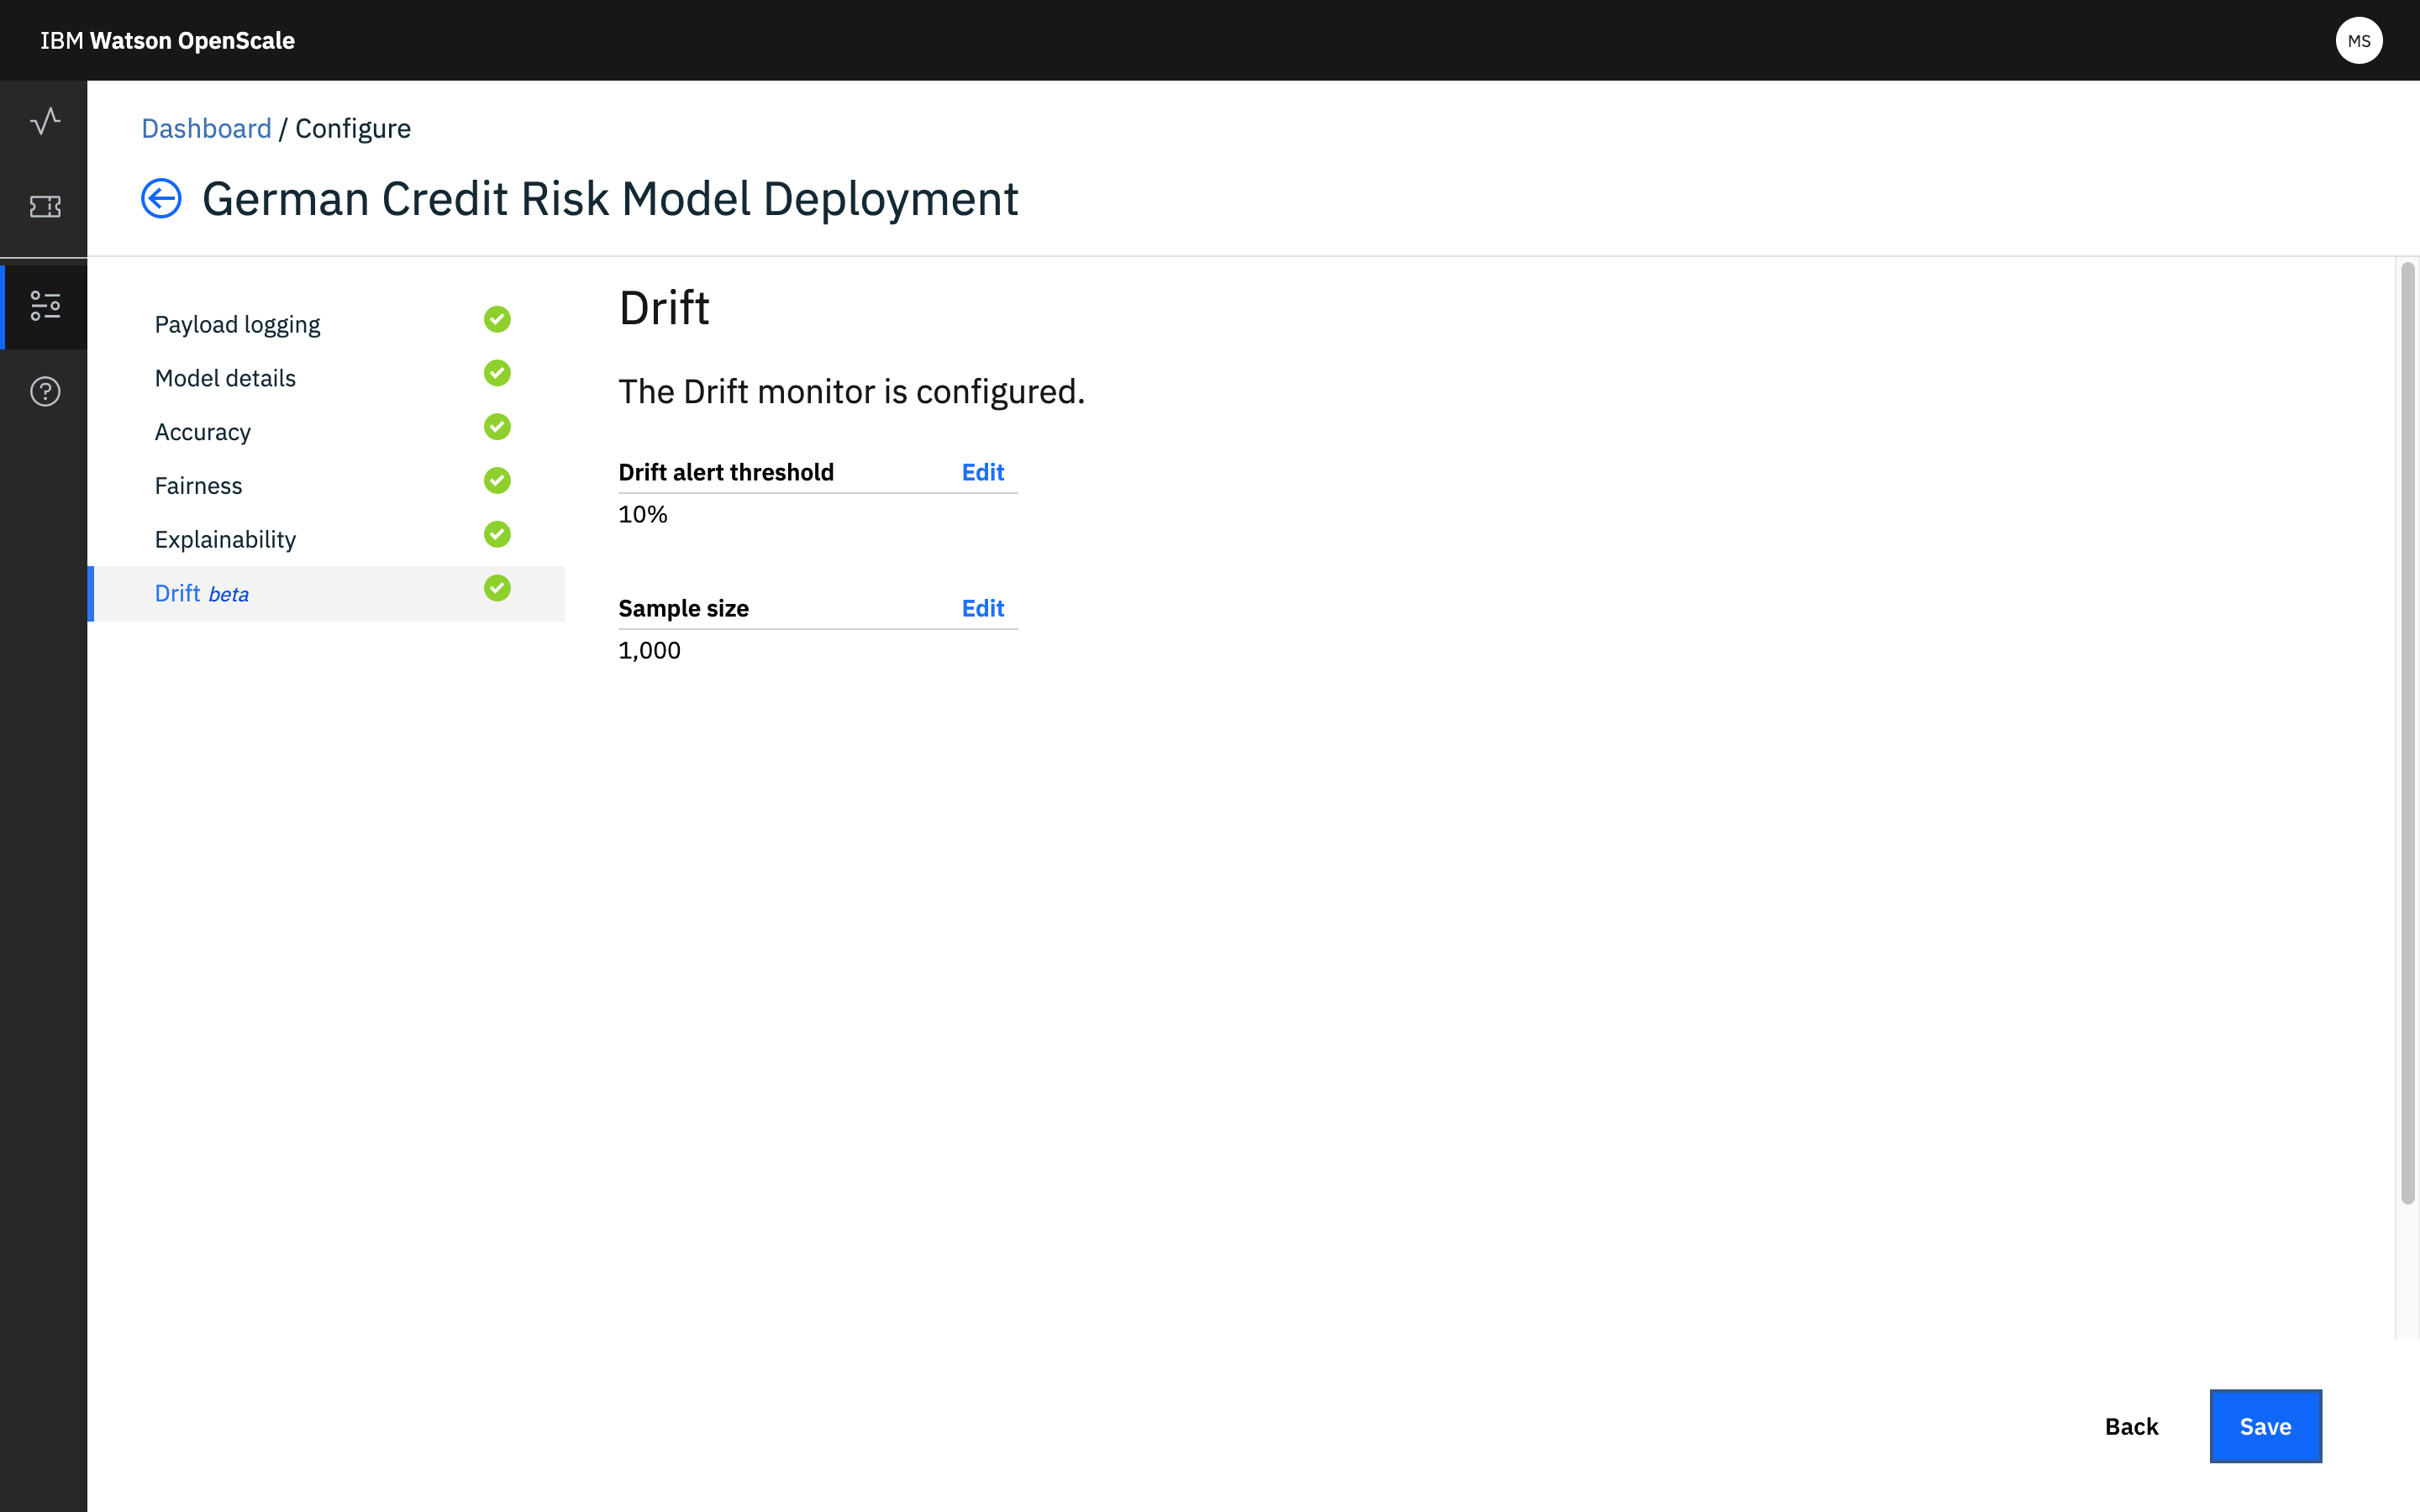 IBM Watson OpenScale
MS
Dashboard / Configure
German Credit Risk Model Deployment
Payload logging
Model details
Accuracy
Fairness
Explainability
Drift beta
Drift
The Drift monitor is configured.
Drift alert threshold Edit
10%
Sample size Edit
1,000
Back Save